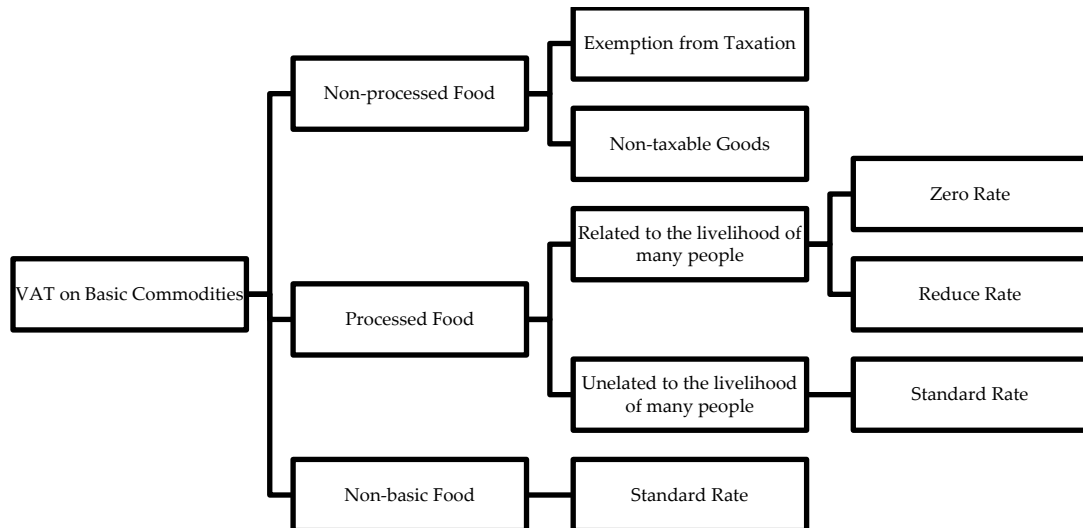 Exemption from Taxation
Non-processed Food
Non-taxable Goods
Zero Rate
Related to the livelihood of
many people
VAT on Basic Commodities
Reduce Rate
Processed Food
Unelated to the livelihood
of many people
Standard Rate
Non-basic Food
Standard Rate